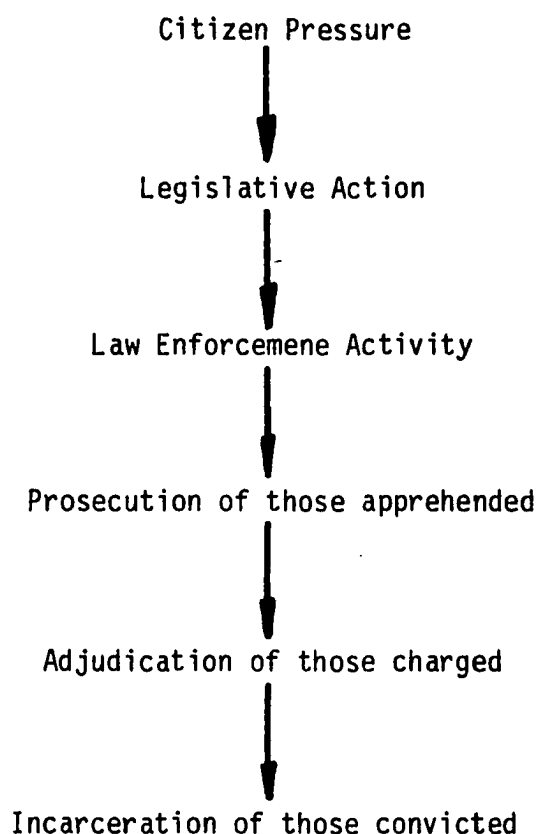 Citizen Pressure
Legislative Action
Law Enforcemene Activity
Prosecution of those apprehended
Adjudication of those charged
Incarceration of those convicted